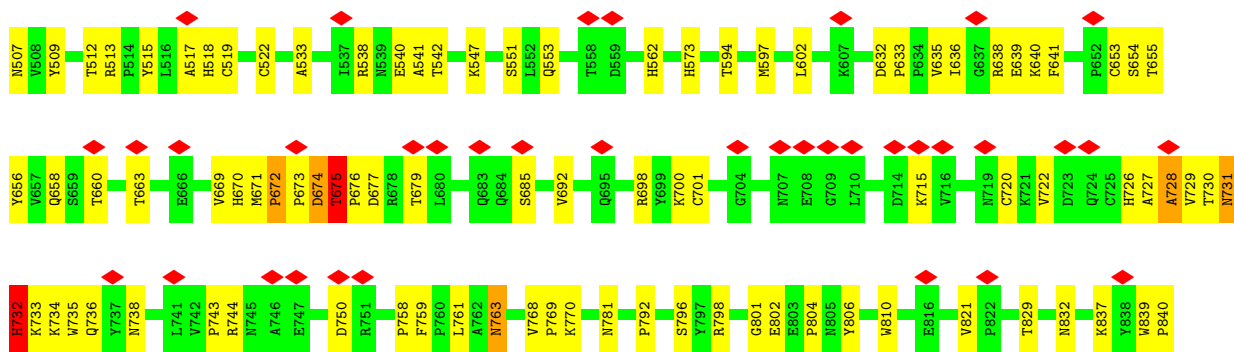 N507 V508 Y509 T512 R513 P514 Y515 L516 A517 H518 C519 C522 A533 I537 R538 N539 E540 A541 T542 K547 S551 L552 Q553 T558 D559 H562 H573 T594 M597 L602 K607 D632 P633 P634 V635 I636 G637 R638 E639 K640 F641 P652 C653 S654 T655
Y656 V657 Q658 S659 T660 T663 E666 V669 H670 M671 P672 P673 D674 T675 P676 D677 R678 T679 L680 Q683 Q684 S685 V692 Q695 R698 Y699 K700 C701 G704 N707 E708 G709 L710 D714 K715 V716 N719 C720 K721 V722 D723 Q724 C725 H726 A727 A728 V729 T730 N731
H732 K733 K734 W735 Q736 Y737 N738 L741 V742 P743 R744 N745 A746 E747 D750 R751 P758 F759 P760 L761 A762 N763 V768 P769 K770 N781 P792 S796 Y797 R798 G801 E802 E803 P804 N805 Y806 W810 E816 V821 P822 T829 N832 K837 Y838 W839 P840